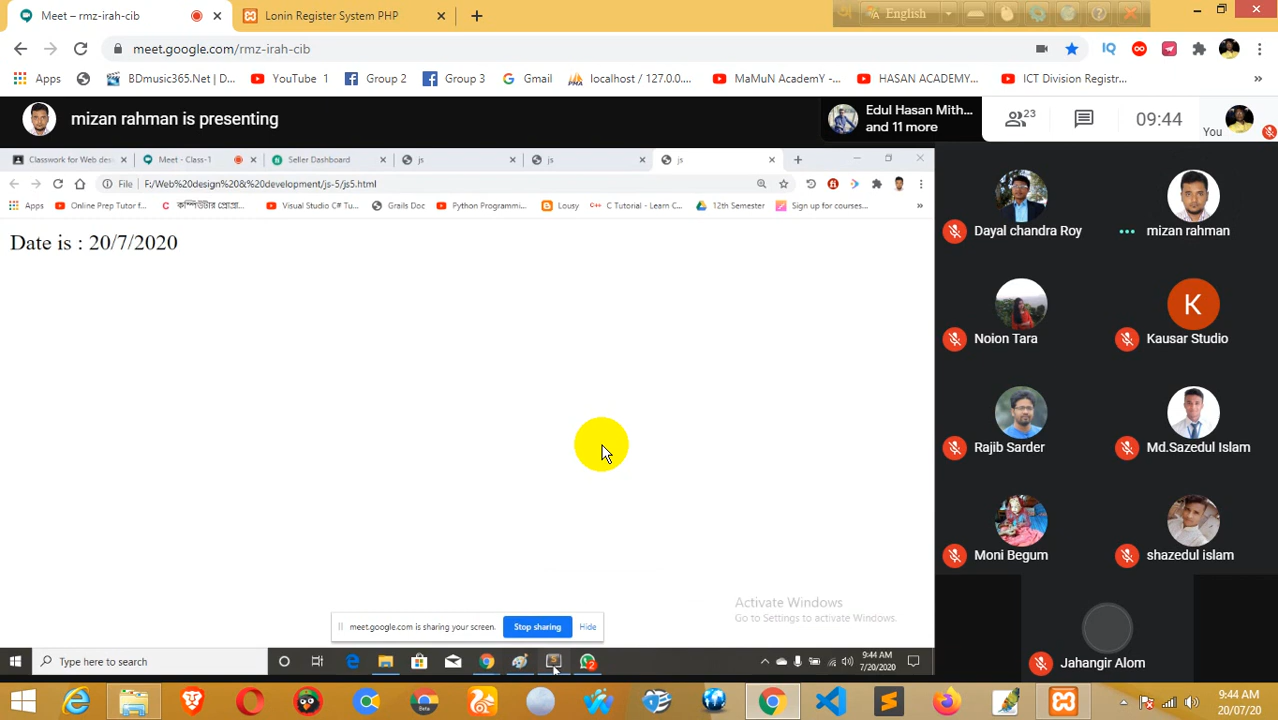 Meet – rmz-irah-cib
Lonin Register System PHP
English
meet.google.com/rmz-irah-cib
Apps
BDmusic365.Net | D...
YouTube 1
Group 2
Group 3
Gmail
localhost / 127.0.0....
MaMuN AcademY -...
HASAN ACADEMY...
ICT Division Registr...
mizan rahman is presenting
Edul Hasan Mith...
and 11 more
23
09:44
You
Classwork for Web des
Meet - Class-1
Seller Dashboard
js
js
js
File
F:/Web%20design%20&%20development/js-5/js5.html
Apps
Online Prep Tutor f...
Visual Studio C# Tu...
Grails Doc
Python Programmi...
Lousy
C Tutorial - Learn C...
12th Semester
Sign up for courses...
Date is : 20/7/2020
Dayal chandra Roy
mizan rahman
Noion Tara
K
Kausar Studio
Rajib Sarder
Md.Sazedul Islam
Moni Begum
shazedul islam
Jahangir Alom
Activate Windows
Go to Settings to activate Windows.
meet.google.com is sharing your screen.
Stop sharing
Hide
Type here to search
2
9:44 AM
7/20/2020
Beta
9:44 AM
20/07/20